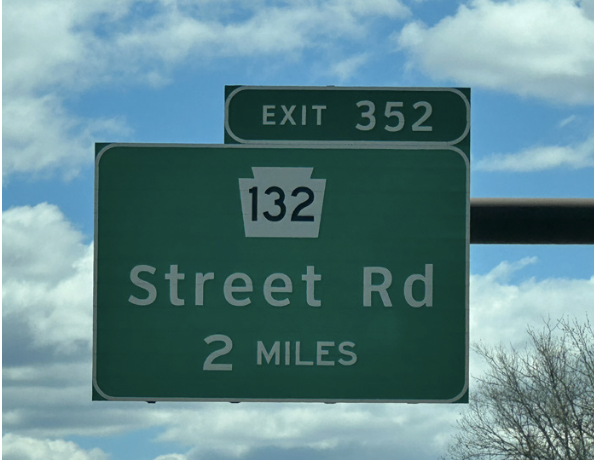 EXIT 352
132
Street Rd
2 MILES